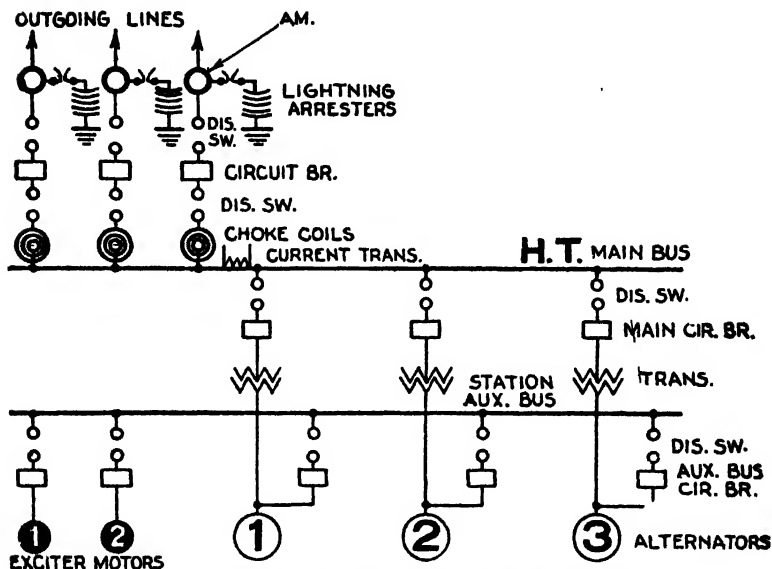 OUTGOING LINES
AM.
LIGHTNING
ARRESTERS
DIS.
SW.
CIRCUIT BR.
DIS. SW.
CHOKE COILS
CURRENT TRANS.
H.T. MAIN BUS
DIS. SW.
MAIN CIR. BR.
STATION
AUX. BUS
TRANS.
DIS. SW.
AUX. BUS
CIR. BR.
1
2
1
2
3
ALTERNATORS
EXCITER MOTORS